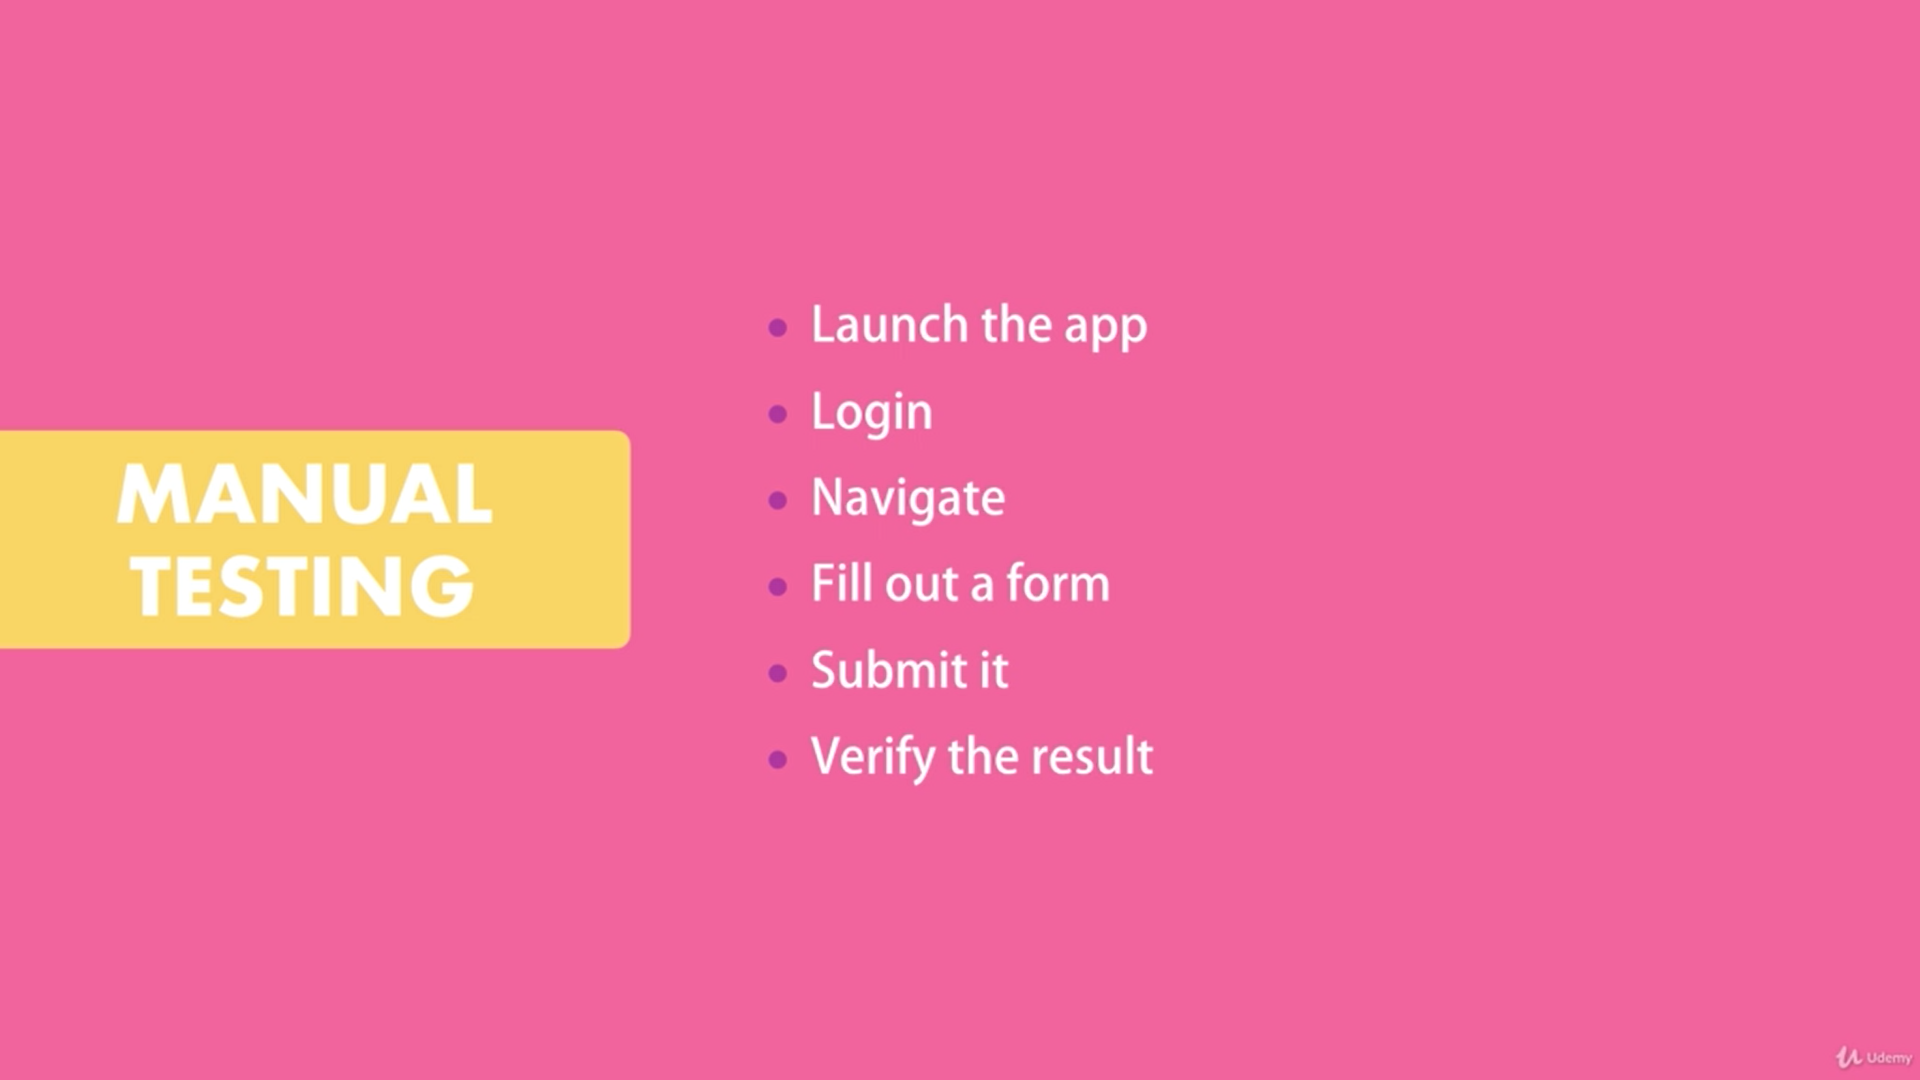 MANUAL
TESTING
Launch the app
Login
Navigate
Fill out a form
Submit it
Verify the result
Udemy